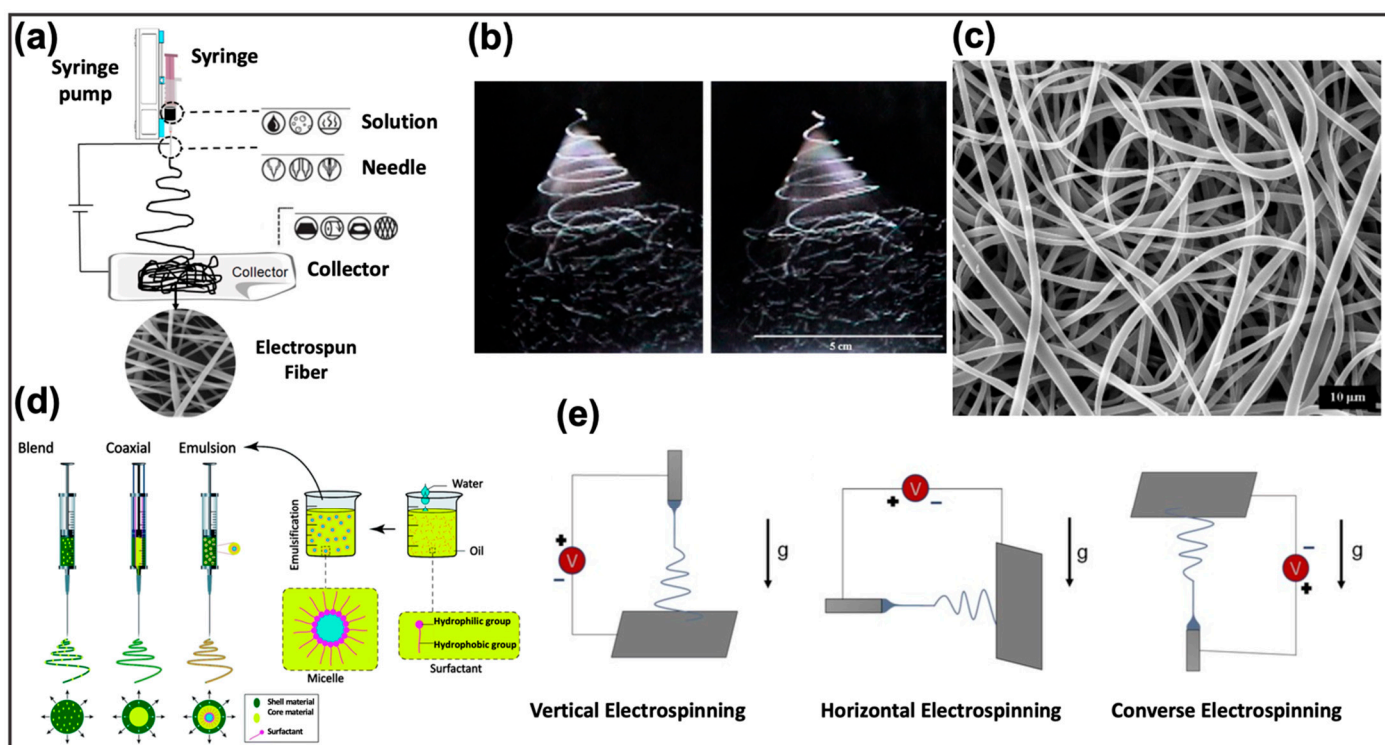 (a)
Syringe
pump
Syringe
Solution
Needle
Collector
Collector
Electrospun
Fiber
(b)
5 cm
(c)
10 µm
(d)
Blend
Coaxial
Emulsion
Emulsification
Water
Oil
Micelle
Hydrophilic group
Hydrophobic group
Surfactant
Shell material
Core material
Surfactant
(e)
+
V
−
g
Vertical Electrospinning
+
V
−
g
Horizontal Electrospinning
−
V
+
g
Converse Electrospinning